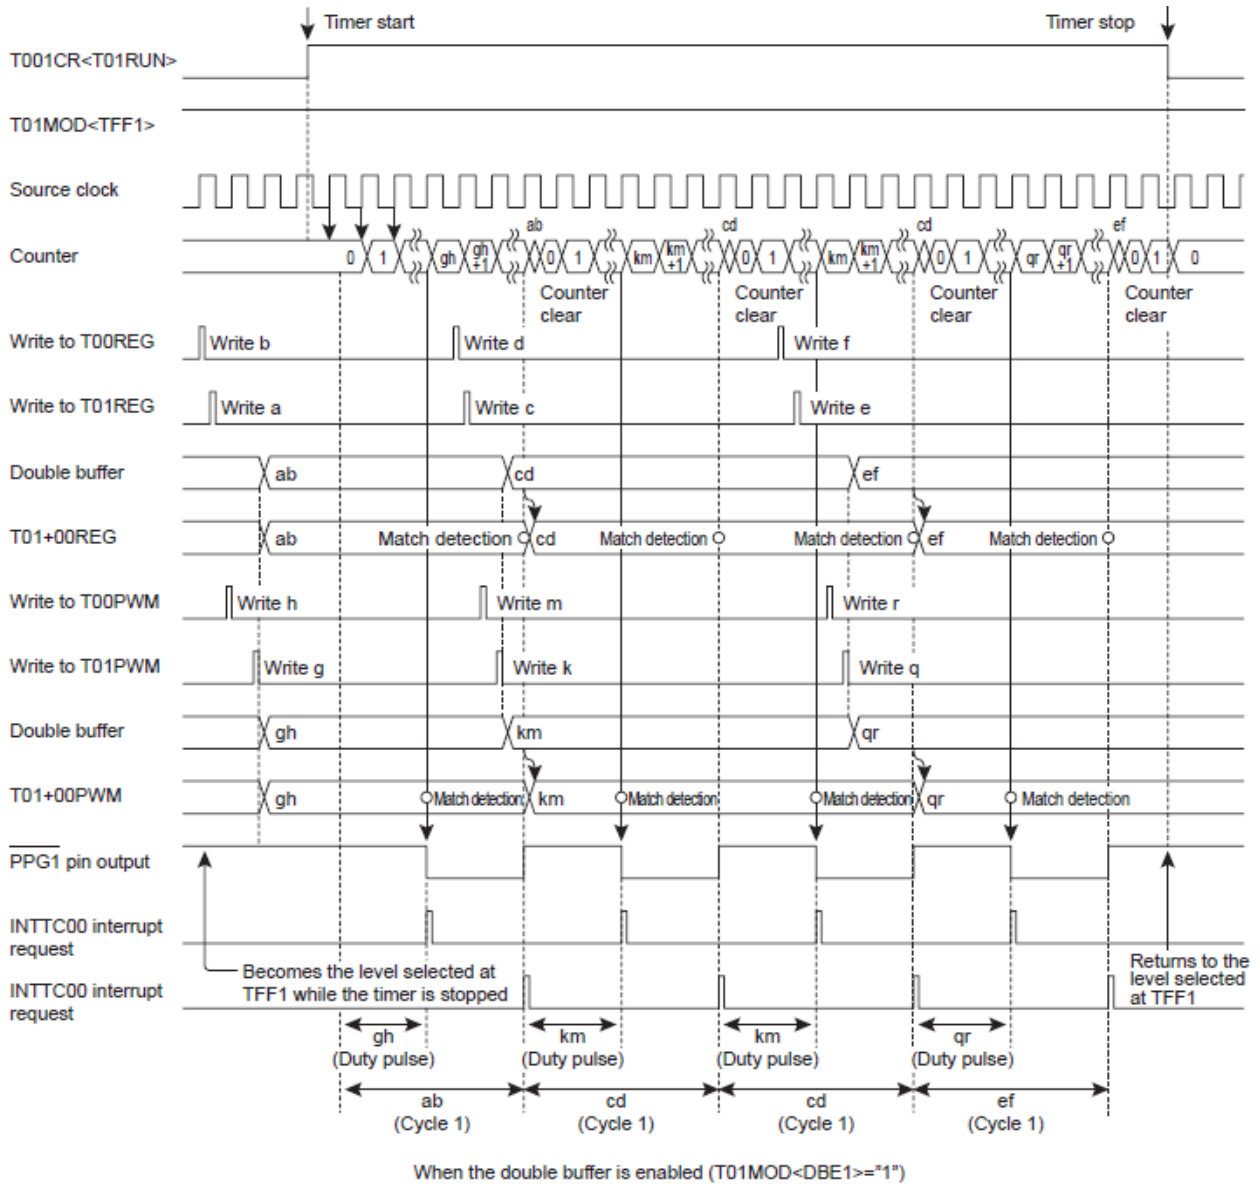 Timer start
Timer stop
T001CR<T01RUN>
T01MOD<TFF1>
Source clock
ab cd cd ef
Counter 0 1 gh gh+1 0 1 km km+1 0 1 km km+1 0 1 qr qr+1 0 1 0
Counter clear
Counter clear
Counter clear
Counter clear
Write to T00REG Write b Write d Write f
Write to T01REG Write a Write c Write e
Double buffer ab cd ef
T01+00REG ab Match detection cd Match detection Match detection ef Match detection
Write to T00PWM Write h Write m Write r
Write to T01PWM Write g Write k Write q
Double buffer gh km qr
T01+00PWM gh Match detection km Match detection Match detection qr Match detection
PPG1 pin output
INTTC00 interrupt
request
Becomes the level selected at
TFF1 while the timer is stopped
Returns to the
level selected
at TFF1
INTTC00 interrupt
request
gh km km qr
(Duty pulse) (Duty pulse) (Duty pulse) (Duty pulse)
ab cd cd ef
(Cycle 1) (Cycle 1) (Cycle 1) (Cycle 1)
When the double buffer is enabled (T01MOD<DBE1>="1")